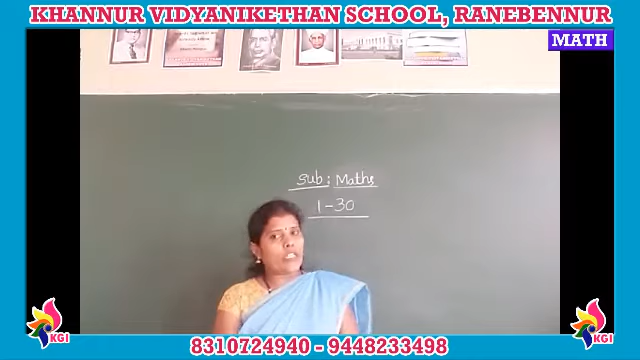 KHANNUR VIDYANIKETHAN SCHOOL, RANEBENNUR
MATH
Sub: Maths
1-30
KGI
KGI
8310724940 - 9448233498